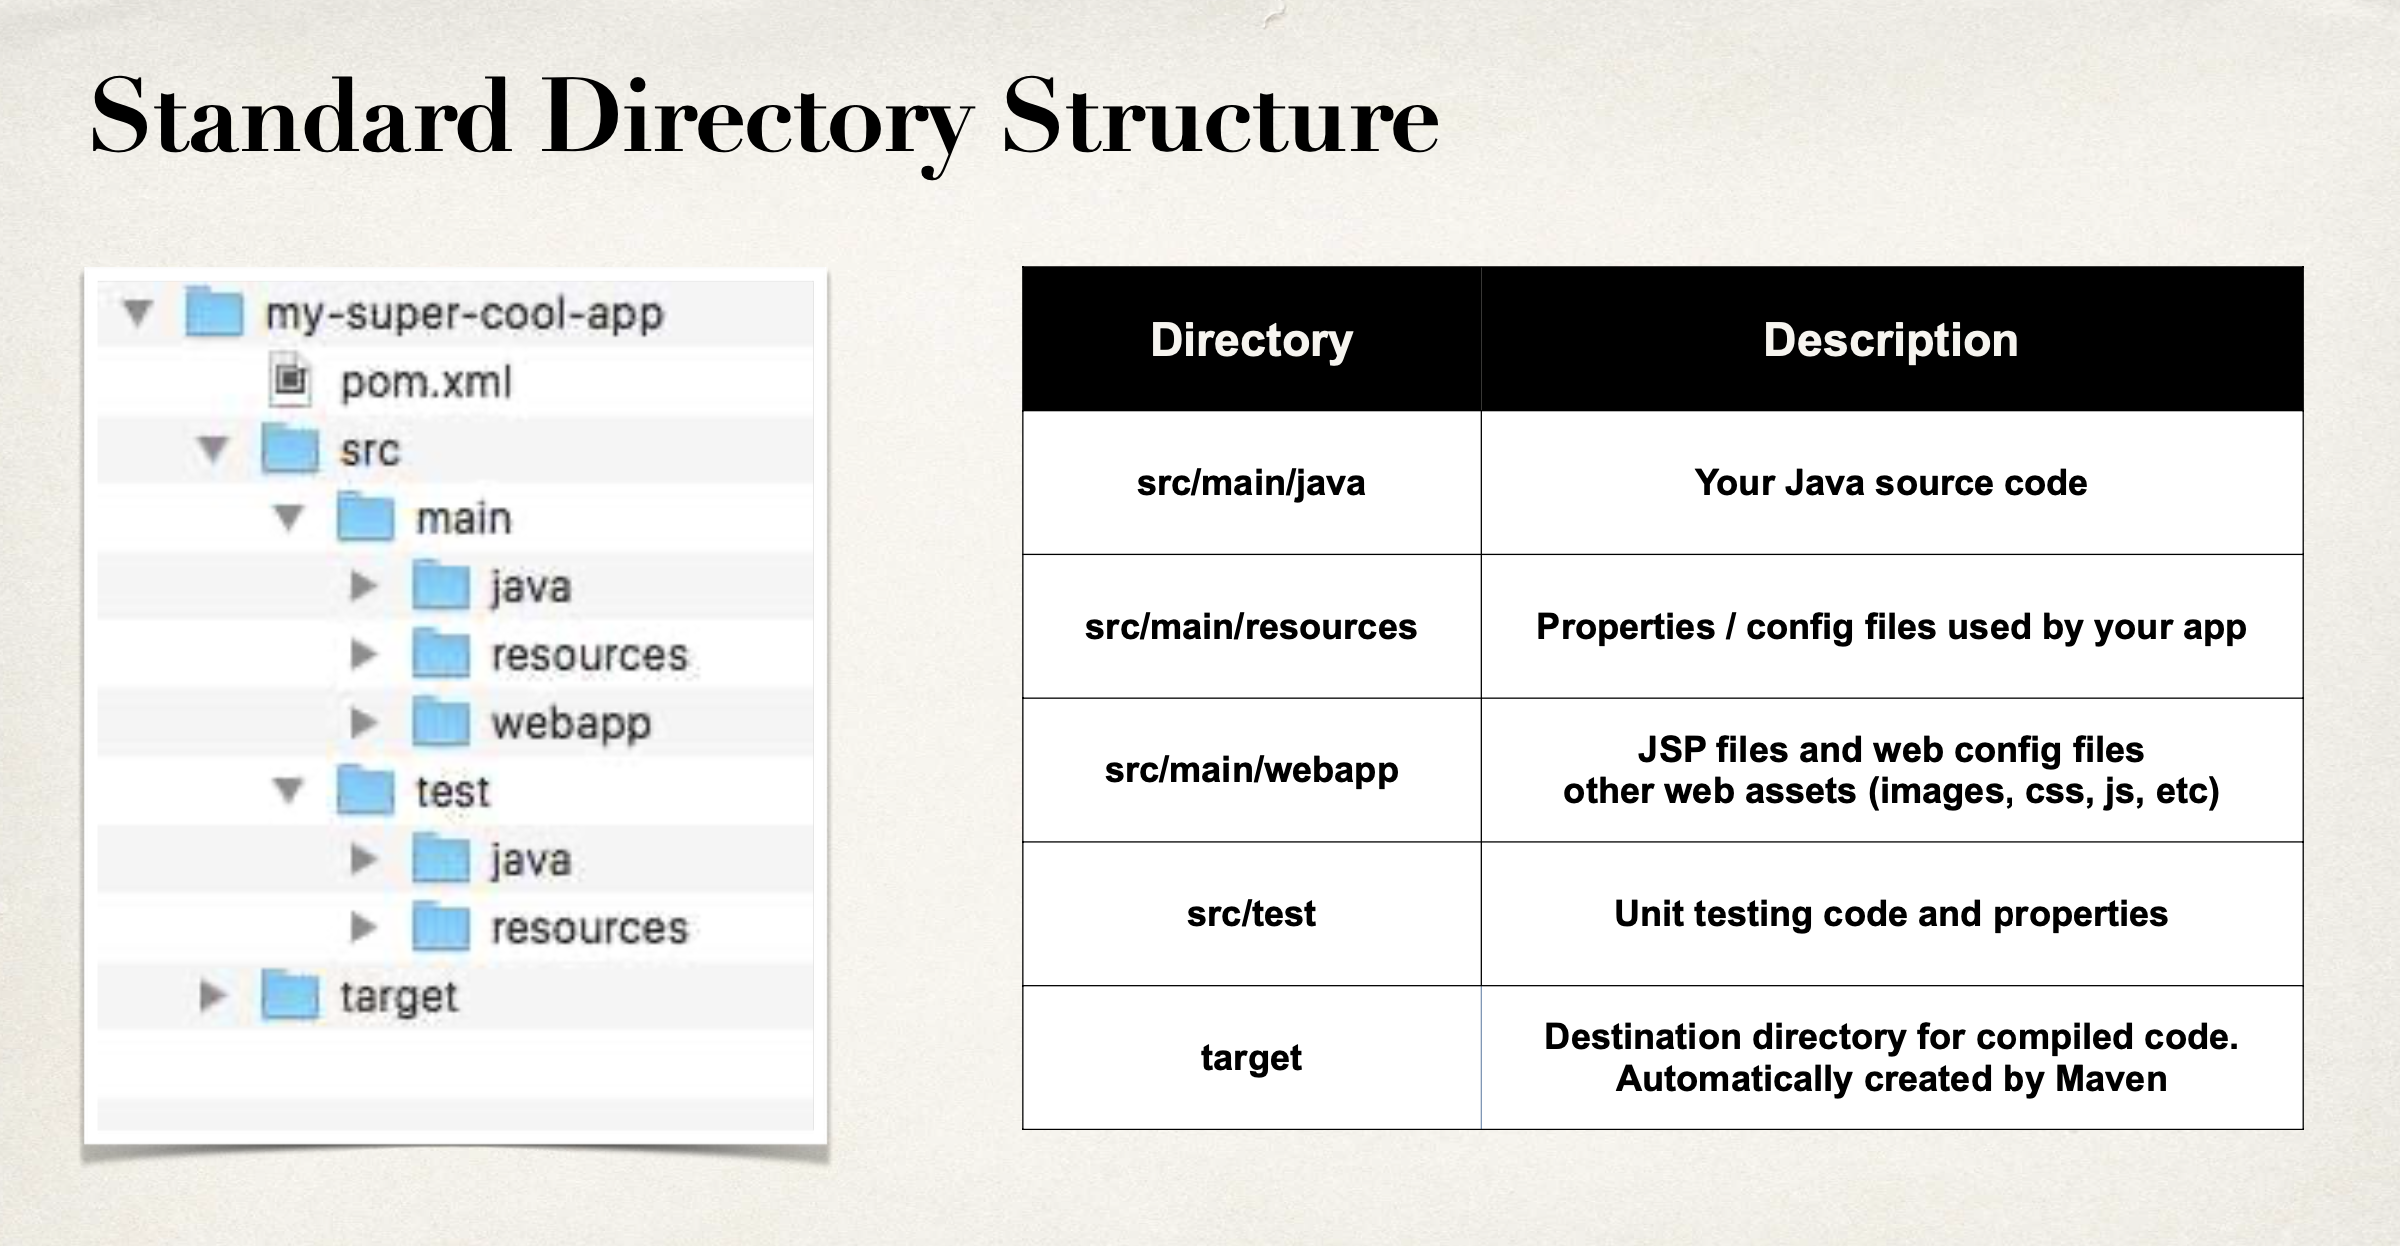 Standard Directory Structure
my-super-cool-app
pom.xml
src
main
java
resources
webapp
test
java
resources
target
Directory
Description
src/main/java
Your Java source code
src/main/resources
Properties / config files used by your app
src/main/webapp
JSP files and web config files
other web assets (images, css, js, etc)
src/test
Unit testing code and properties
target
Destination directory for compiled code.
Automatically created by Maven